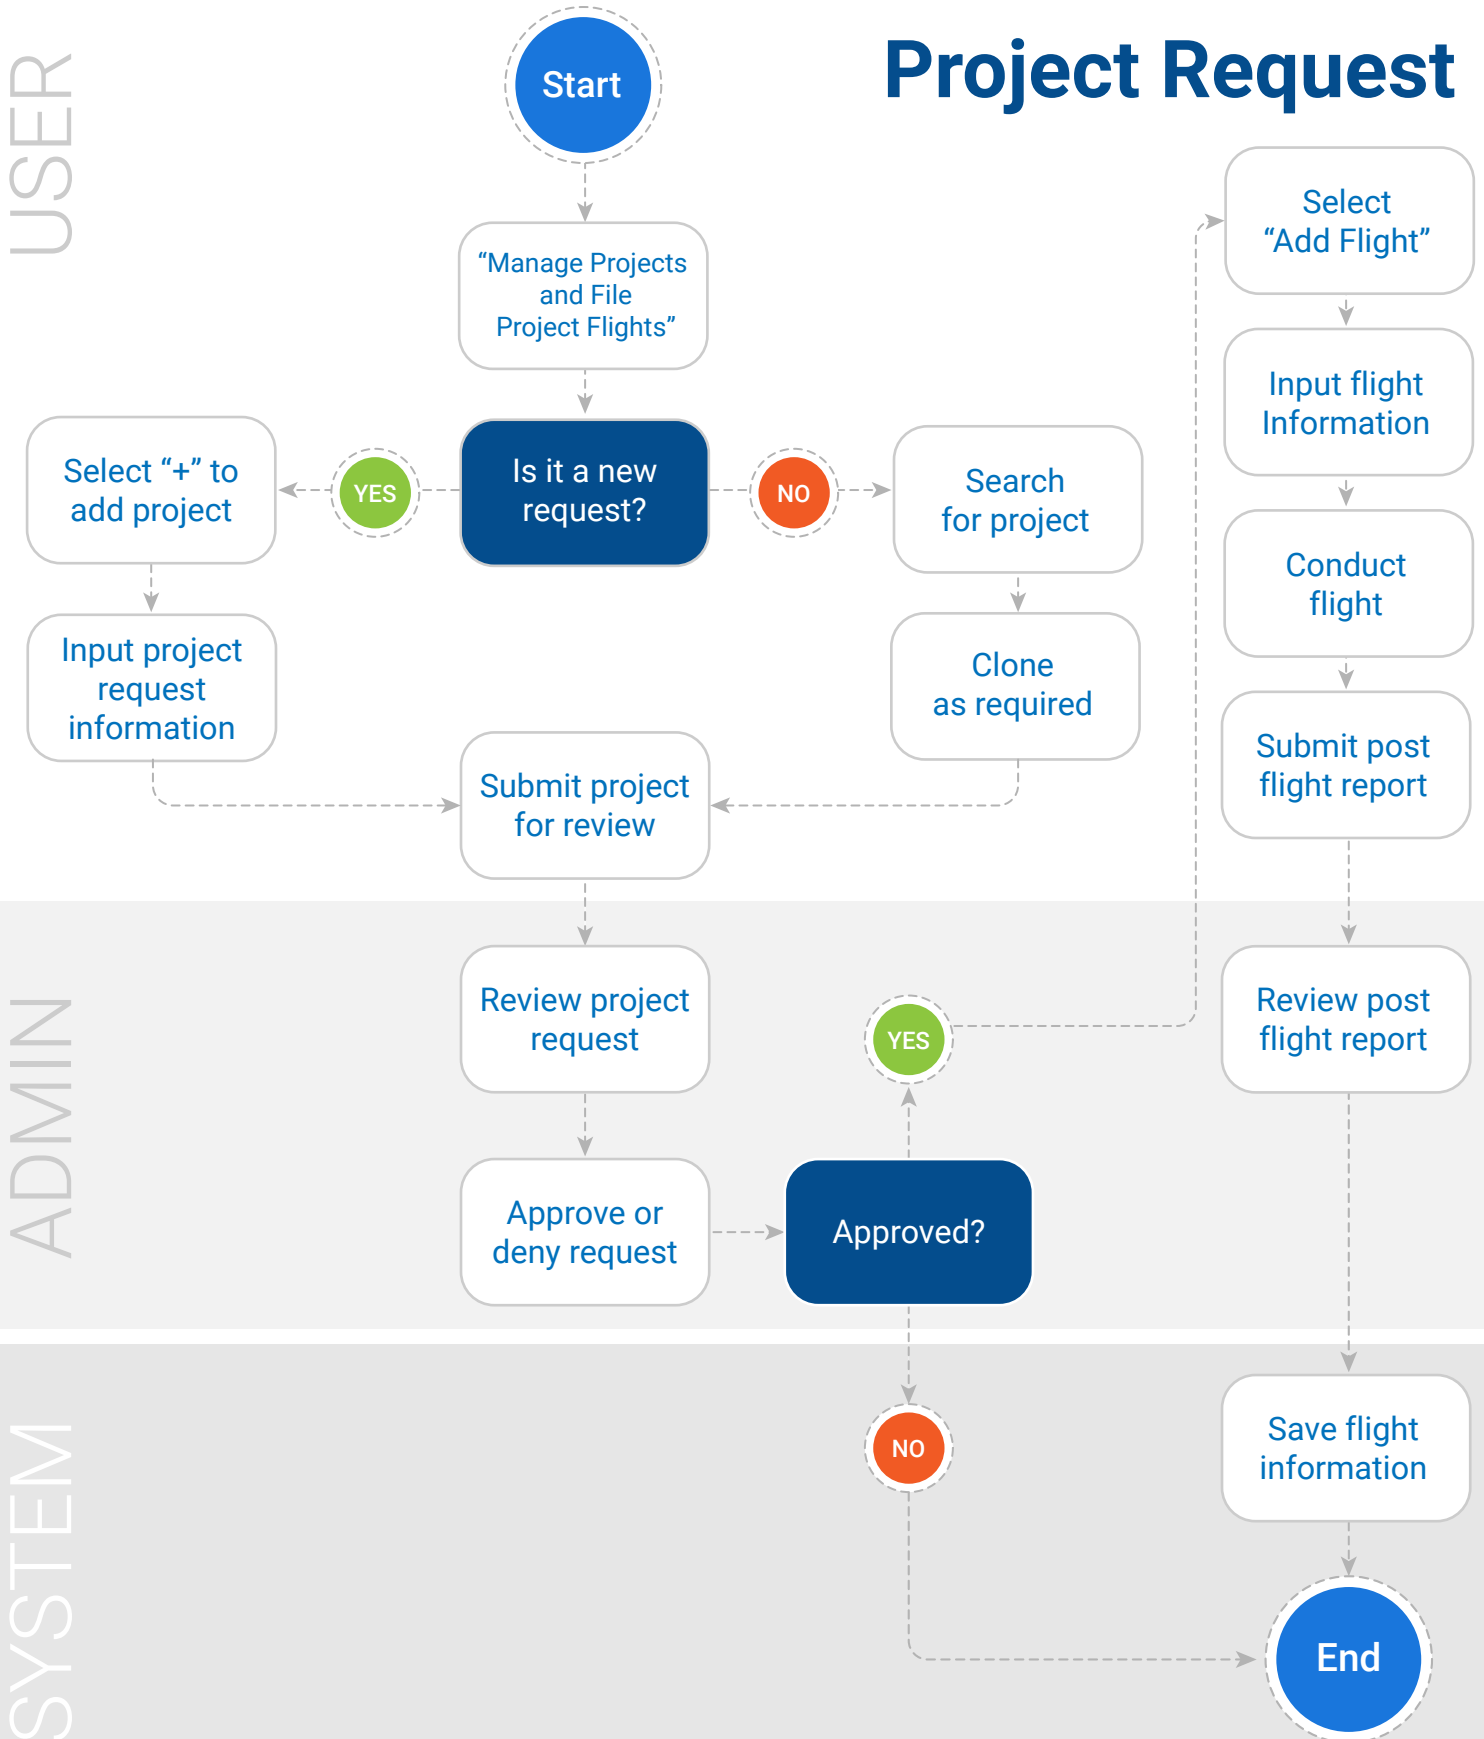 USER
Start
Project Request
“Manage Projects
and File
Project Flights”
Is it a new
request?
YES
Select “+” to
add project
Input project
request
information
NO
Search
for project
Clone
as required
Submit project
for review
ADMIN
Review project
request
Approve or
deny request
Approved?
YES
Select
“Add Flight”
Input flight
Information
Conduct
flight
Submit post
flight report
Review post
flight report
SYSTEM
NO
Save flight
information
End